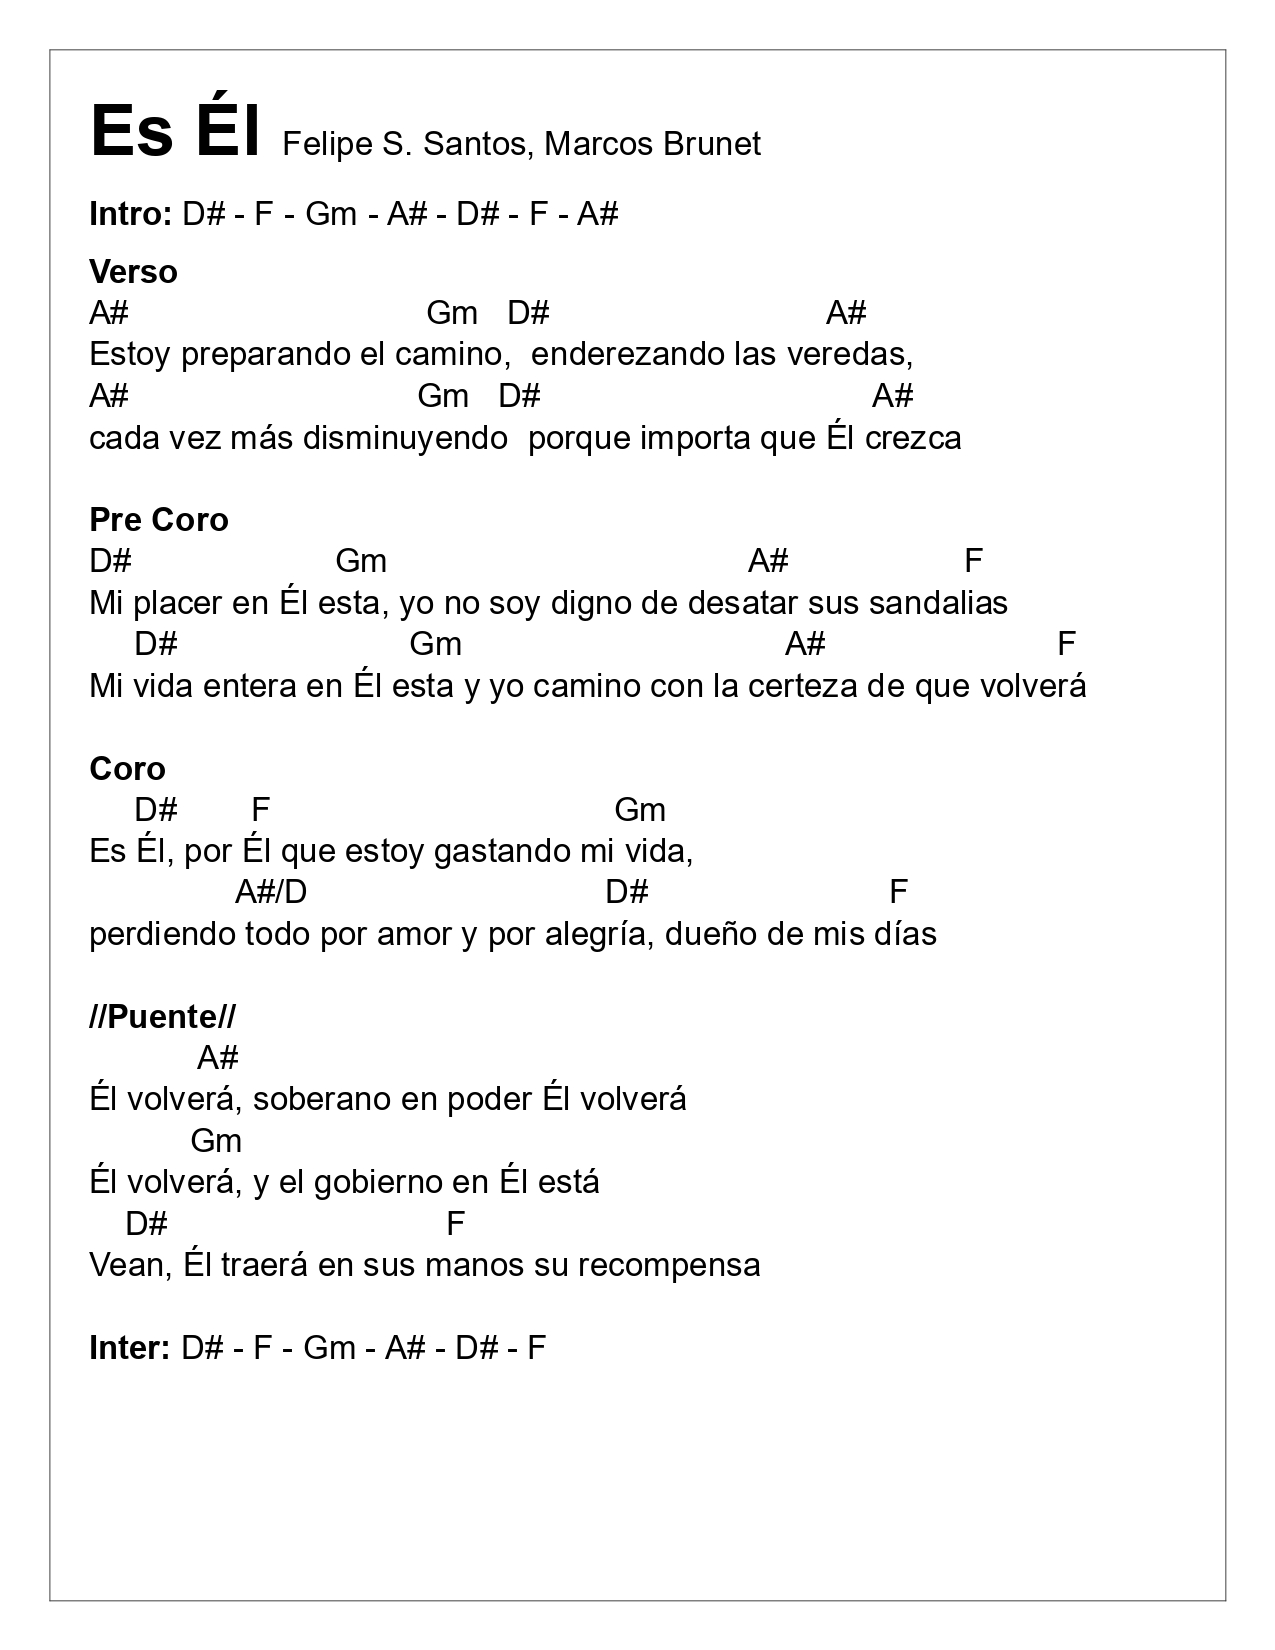 Es Él Felipe S. Santos, Marcos Brunet
Intro: D# - F - Gm - A# - D# - F - A#
Verso
A# Gm D# A#
Estoy preparando el camino, enderezando las veredas,
A# Gm D# A#
cada vez más disminuyendo porque importa que Él crezca
Pre Coro
D# Gm A# F
Mi placer en Él esta, yo no soy digno de desatar sus sandalias
D# Gm A# F
Mi vida entera en Él esta y yo camino con la certeza de que volverá
Coro
D# F Gm
Es Él, por Él que estoy gastando mi vida,
A#/D D# F
perdiendo todo por amor y por alegría, dueño de mis días
//Puente//
A#
Él volverá, soberano en poder Él volverá
Gm
Él volverá, y el gobierno en Él está
D# F
Vean, Él traerá en sus manos su recompensa
Inter: D# - F - Gm - A# - D# - F